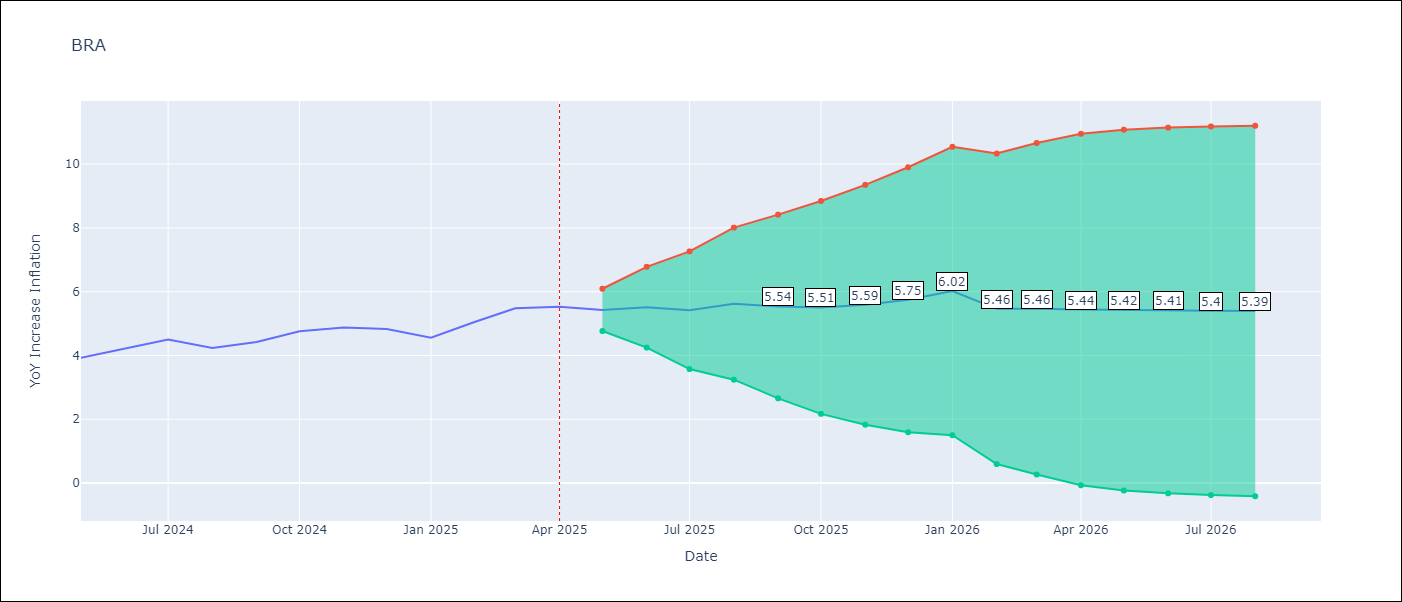 BRA
YoY Increase Inflation
10
8
6
4
2
0
5.54
5.51
5.59
5.75
6.02
5.46
5.46
5.44
5.42
5.41
5.4
5.39
Jul 2024
Oct 2024
Jan 2025
Apr 2025
Jul 2025
Oct 2025
Jan 2026
Apr 2026
Jul 2026
Date